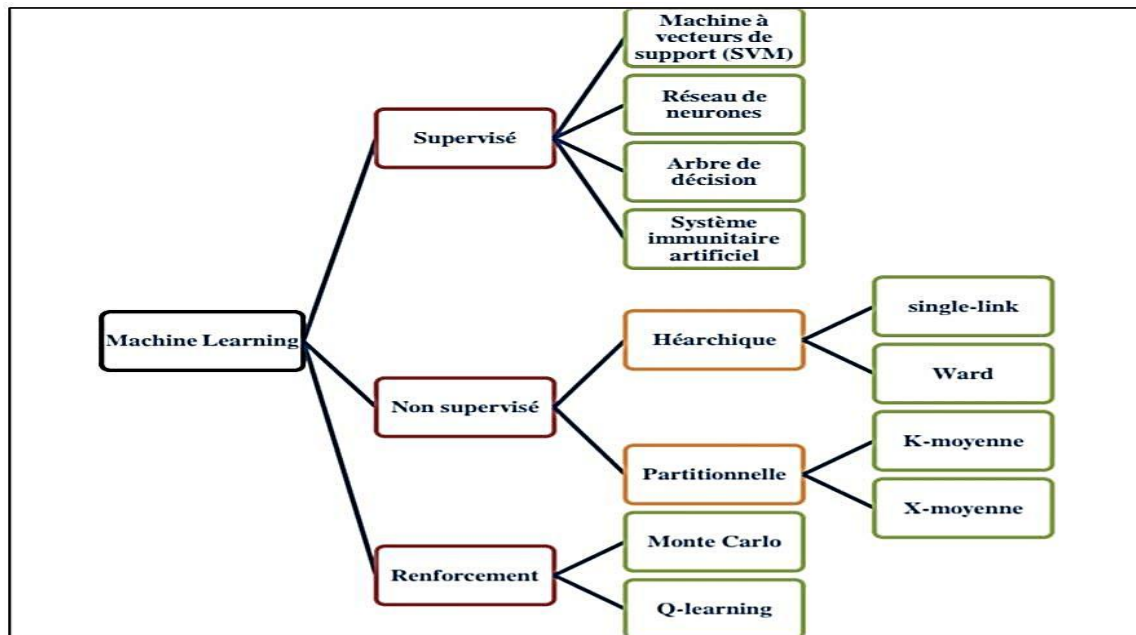 Machine à
vecteurs de
support (SVM)
Réseau de
neurones
Supervisé
Arbre de
décision
Système
immunitaire
artificiel
single-link
Machine Learning
Héarchique
Ward
Non supervisé
K-moyenne
Partitionnelle
X-moyenne
Monte Carlo
Renforcement
Q-learning